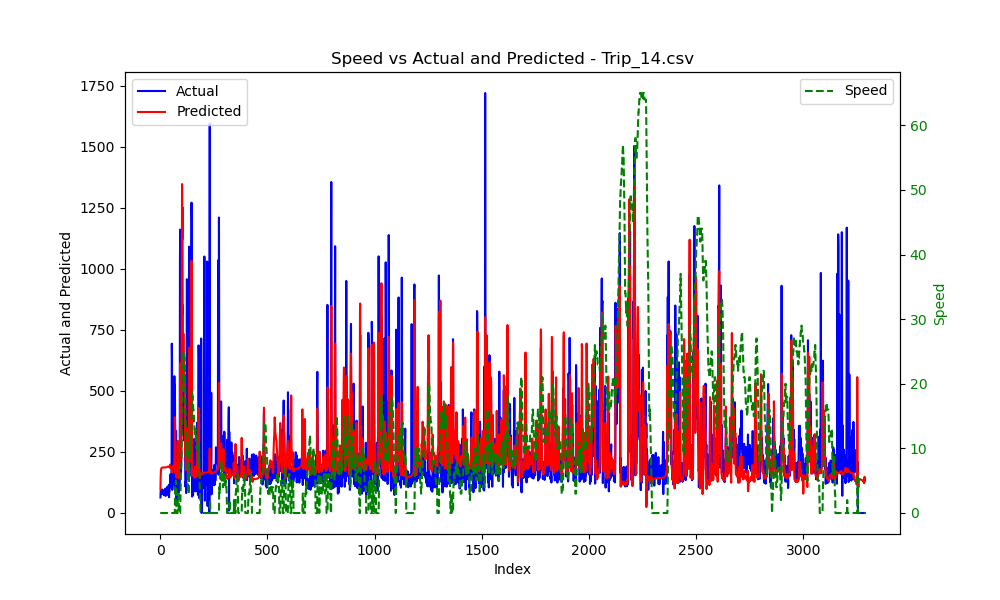 Speed vs Actual and Predicted - Trip_14.csv
Actual
Predicted
Speed
1750
1500
1250
1000
750
500
250
0
Actual and Predicted
60
50
40
30
20
10
0
Speed
0 500 1000 1500 2000 2500 3000
Index